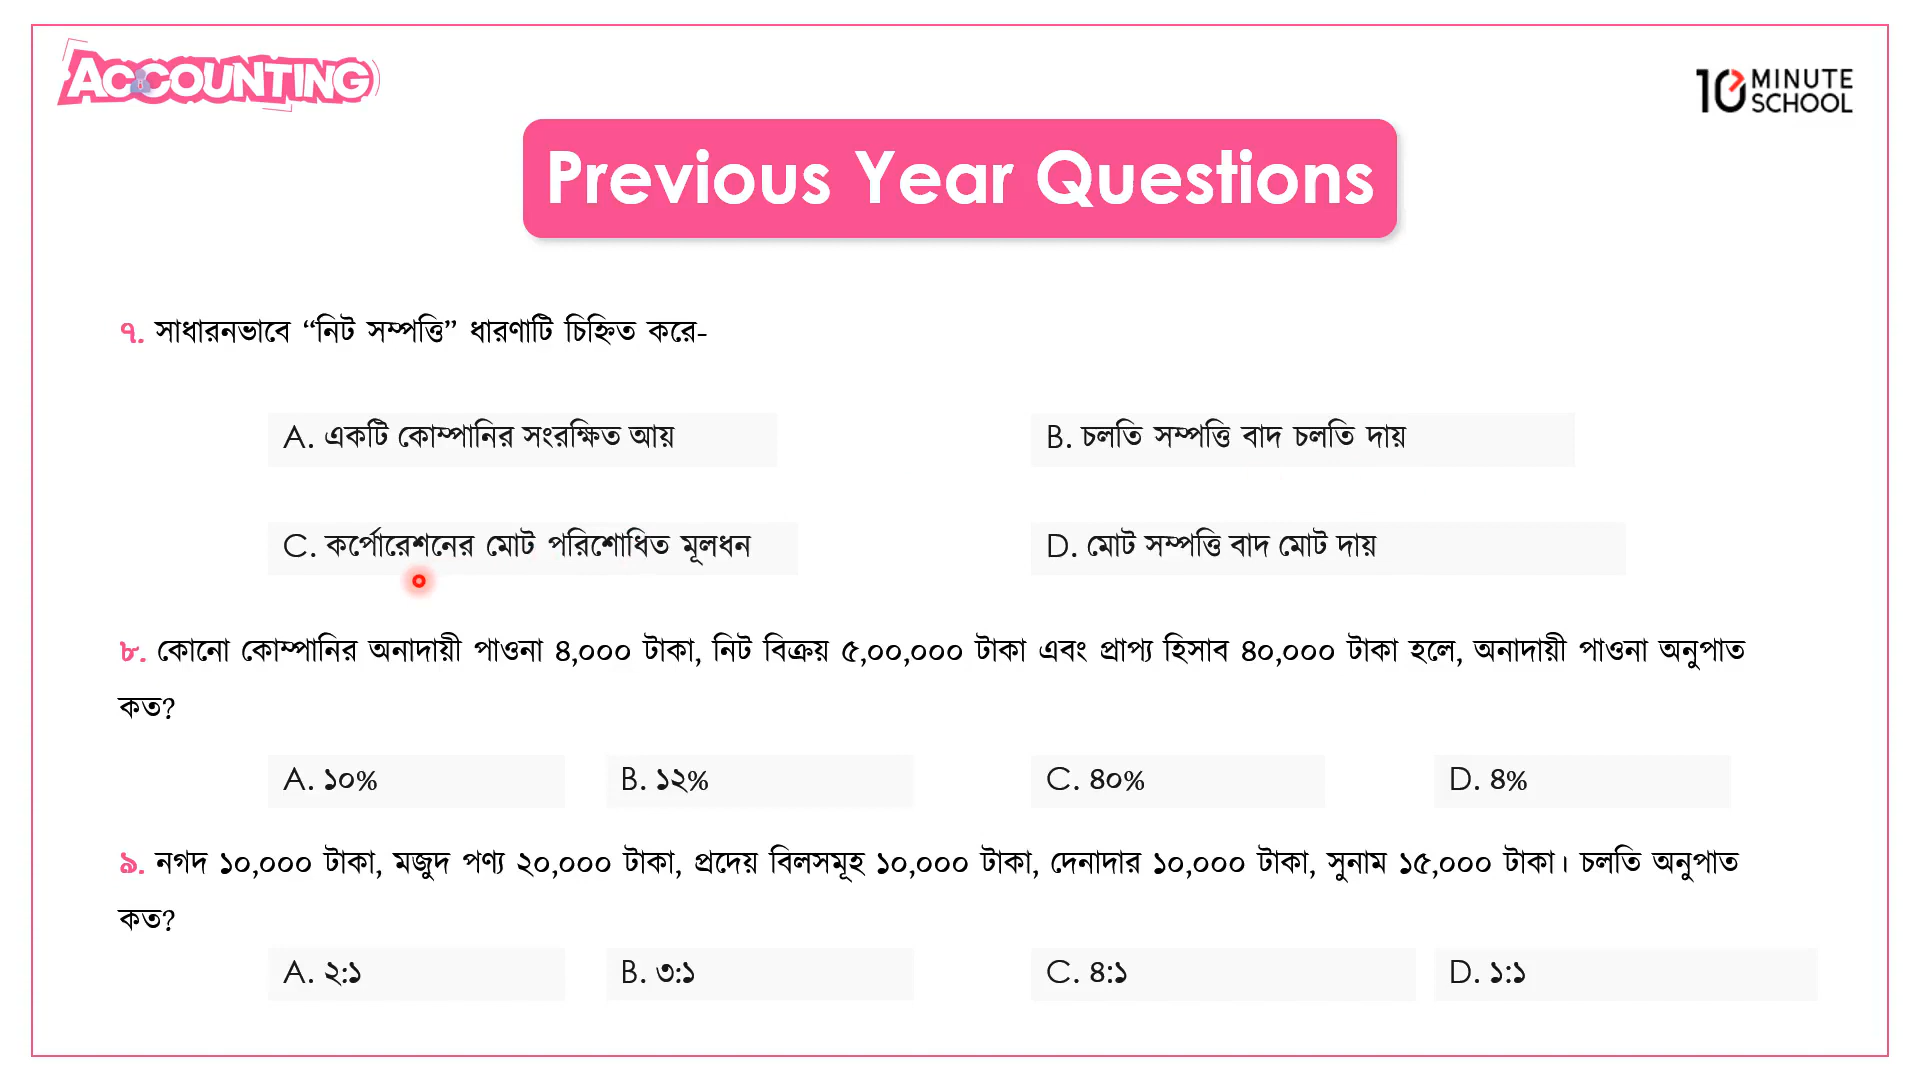 ACCOUNTING
10 MINUTE SCHOOL
Previous Year Questions
৭. সাধারনভাবে “নিট সম্পত্তি” ধারণাটি চিহ্নিত করে-
A. একটি কোম্পানির সংরক্ষিত আয়
B. চলতি সম্পত্তি বাদ চলতি দায়
C. কর্পোরেশনের মোট পরিশোধিত মূলধন
D. মোট সম্পত্তি বাদ মোট দায়
৮. কোনো কোম্পানির অনাদায়ী পাওনা ৪,০০০ টাকা, নিট বিক্রয় ৫,০০,০০০ টাকা এবং প্রাপ্য হিসাব ৪০,০০০ টাকা হলে, অনাদায়ী পাওনা অনুপাত
কত?
A. ১০%
B. ১২%
C. ৪০%
D. ৪%
৯. নগদ ১০,০০০ টাকা, মজুদ পণ্য ২০,০০০ টাকা, প্রদেয় বিলসমূহ ১০,০০০ টাকা, দেনাদার ১০,০০০ টাকা, সুনাম ১৫,০০০ টাকা। চলতি অনুপাত
কত?
A. ২:১
B. ৩:১
C. ৪:১
D. ১:১